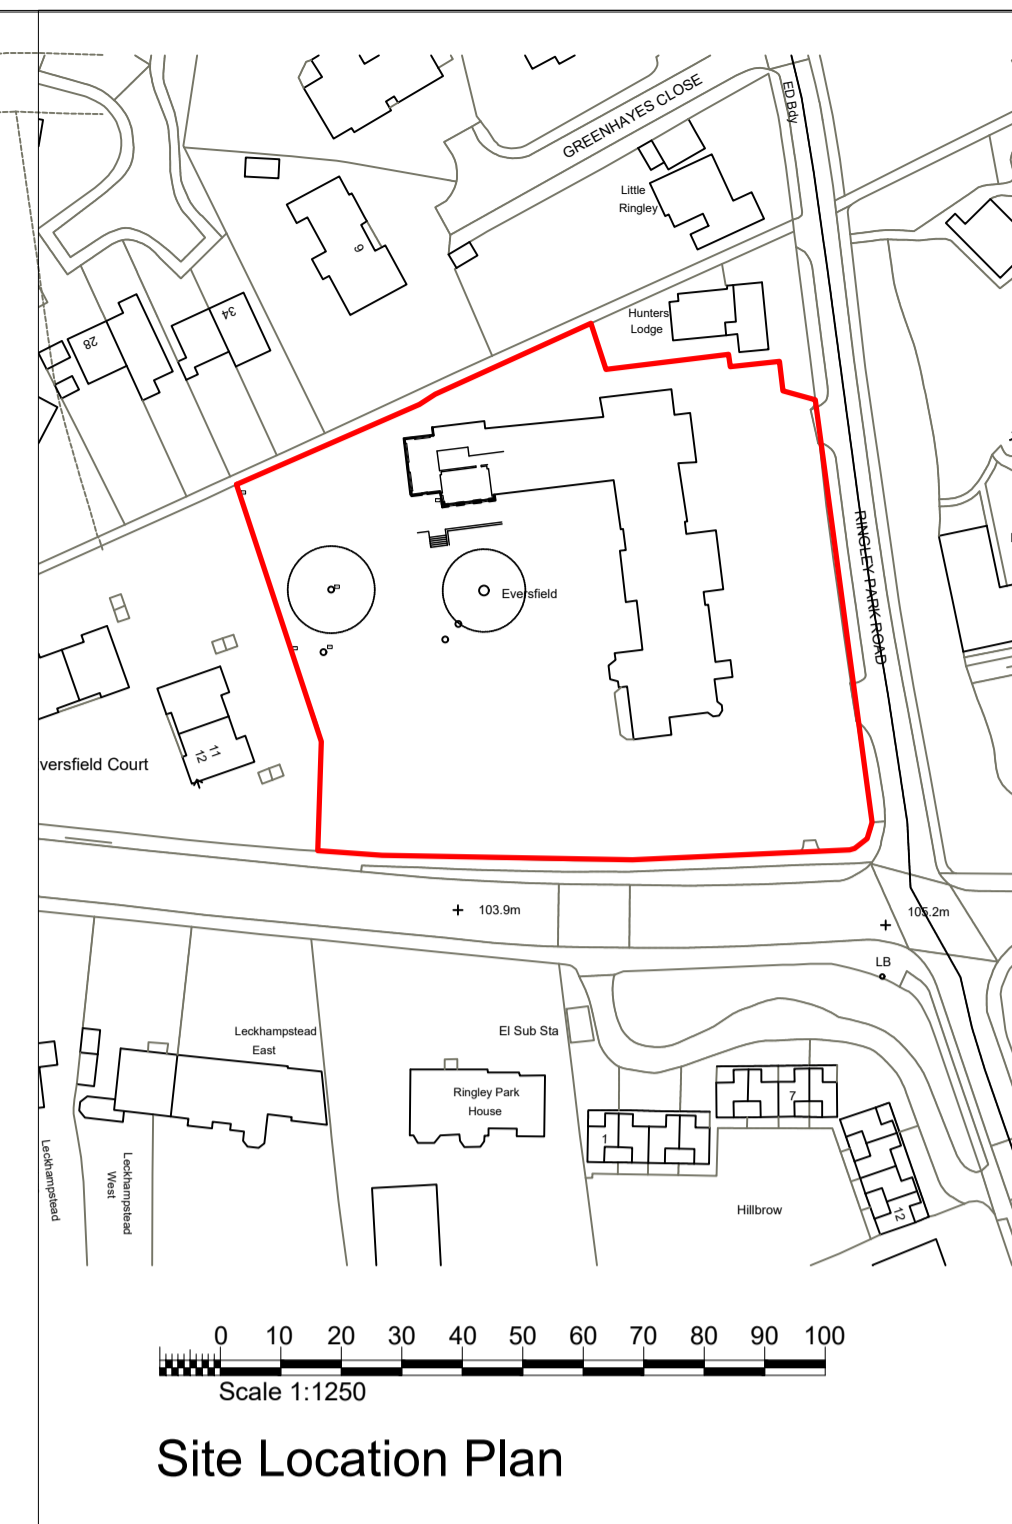 GREENHAYES CLOSE
ED Bdy
Little
Ringley
9
34
28
Hunters
Lodge
RINGLEY PARK ROAD
Eversfield
11
12
versfield Court
103.9m
105.2m
LB
Leckhampstead
East
El Sub Sta
Ringley Park
House
7
1
Leckhampstead
Leckhampstead
West
12
Hillbrow
0 10 20 30 40 50 60 70 80 90 100
Scale 1:1250
Site Location Plan